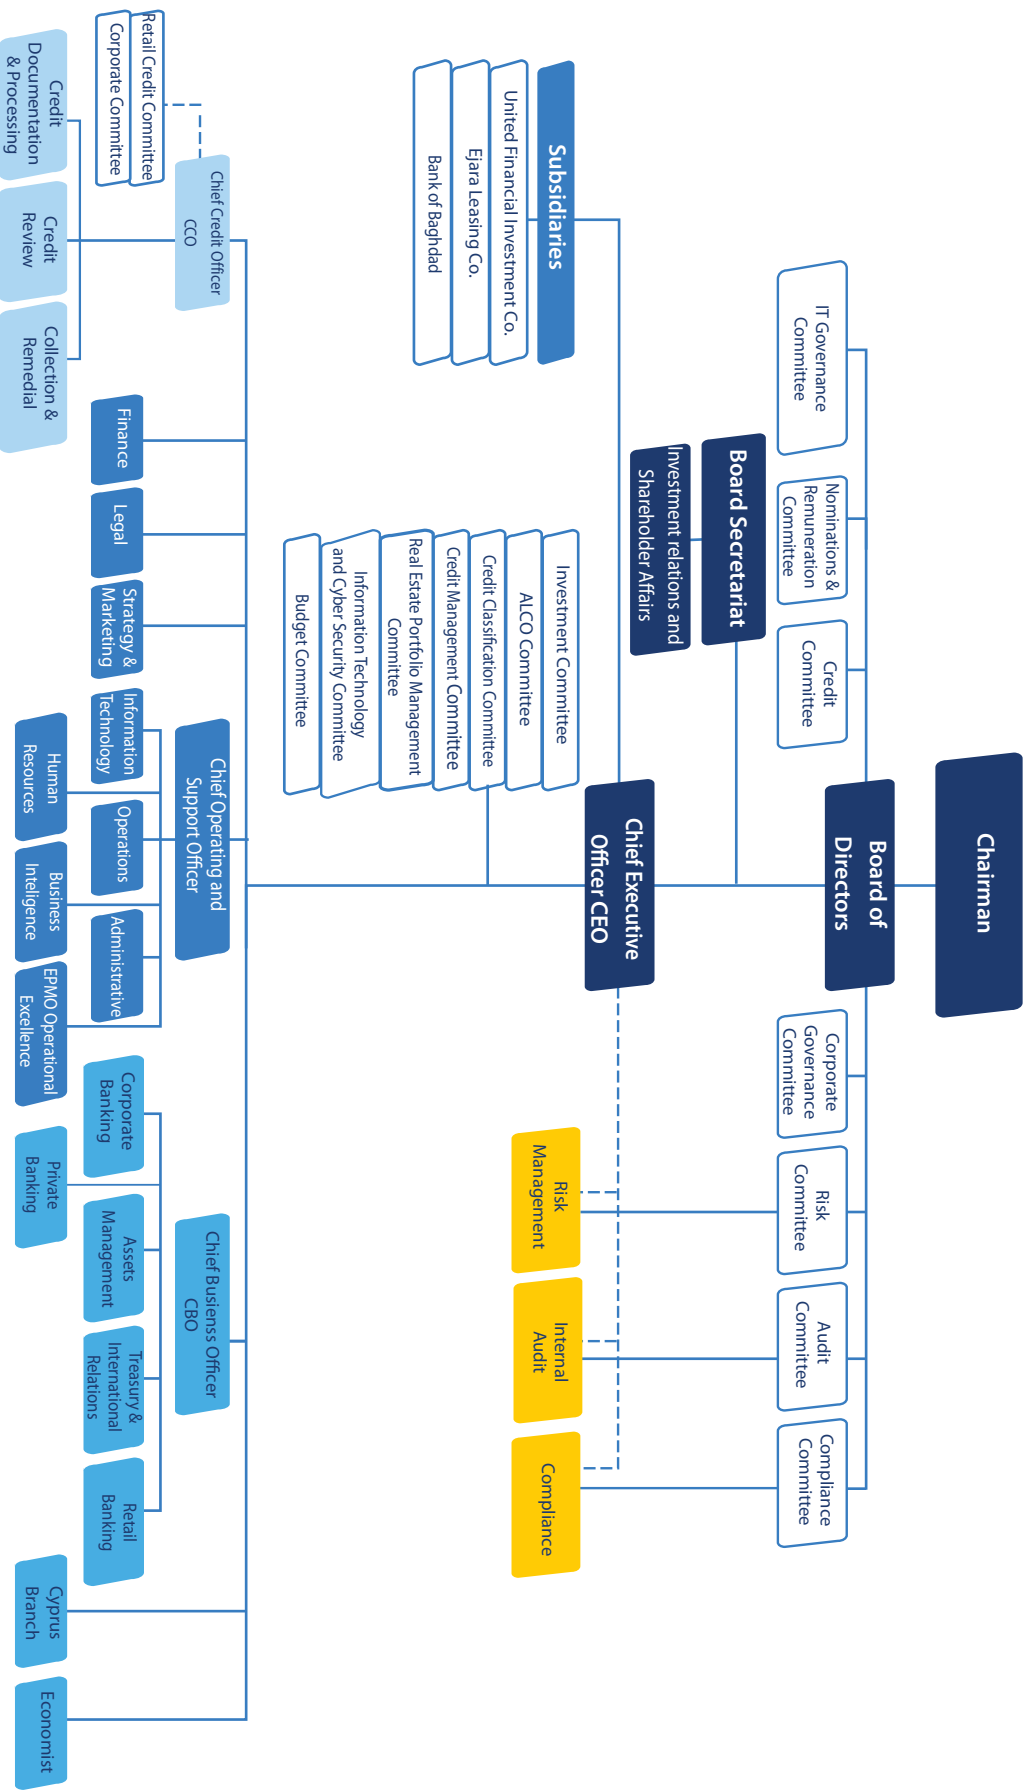 Chairman
Board of
Directors
IT Governance
Committee
Nominations &
Remuneration
Committee
Credit
Committee
Corporate
Governance
Committee
Risk
Committee
Audit
Committee
Compliance
Committee
Board Secretariat
Investment relations and
Shareholder Affairs
Chief Executive
Officer CEO
Subsidiaries
United Financial Investment Co.
Ejara Leasing Co.
Bank of Baghdad
Risk
Management
Internal
Audit
Compliance
Investment Committee
ALCO Committee
Credit Classification Committee
Credit Management Committee
Real Estate Portfolio Management
Committee
Information Technology
and Cyber Security Committee
Budget Committee
Chief Credit Officer
CCO
Retail Credit Committee
Corporate Committee
Credit
Documentation
& Processing
Credit
Review
Collection &
Remedial
Finance
Legal
Strategy &
Marketing
Chief Operating and
Support Officer
Information
Technology
Operations
Administrative
Human
Resources
Business
Inteligence
EPMO Operational
Excellence
Chief Busienss Officer
CBO
Corporate
Banking
Assets
Management
Treasury &
International
Relations
Retail
Banking
Private
Banking
Cyprus
Branch
Economist